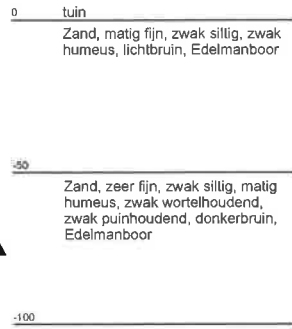 0 tuin
Zand, matig fijn, zwak siltig, zwak
humeus, lichtbruin, Edelmanboor
-50
Zand, zeer fijn, zwak siltig, matig
humeus, zwak wortelhoudend,
zwak puinhoudend, donkerbruin,
Edelmanboor
-100